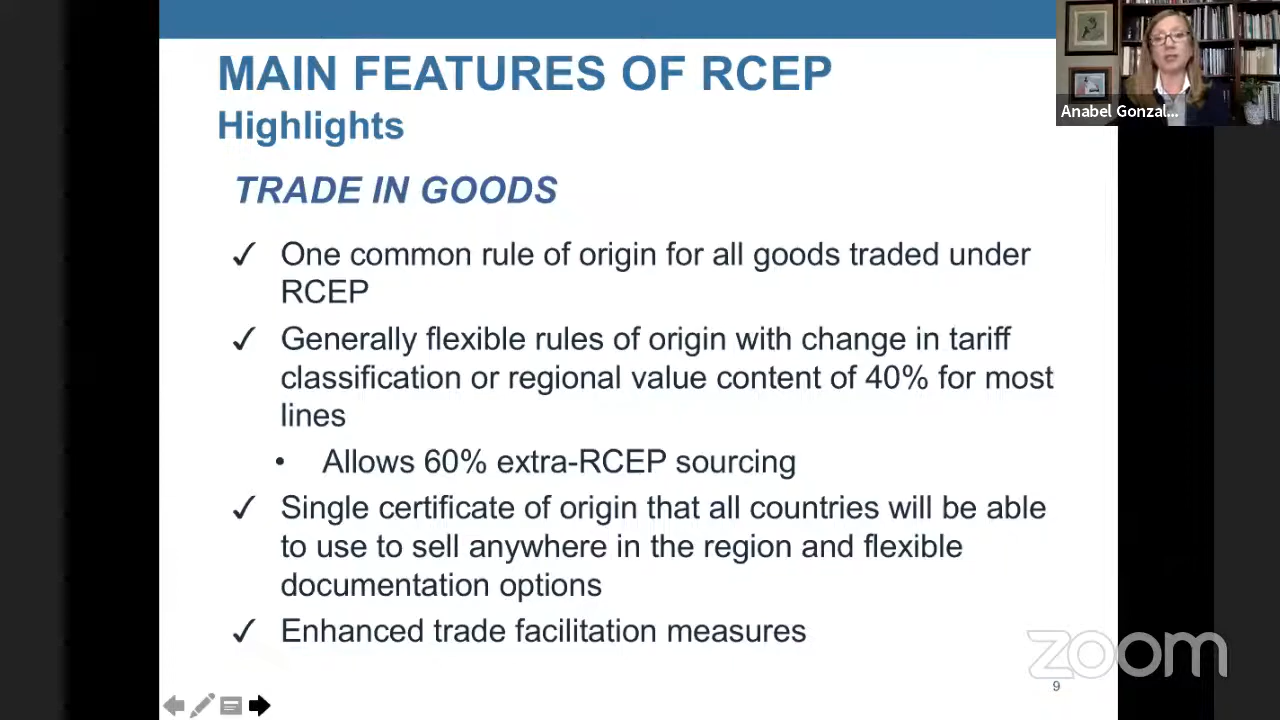 MAIN FEATURES OF RCEP
Highlights
TRADE IN GOODS
✓ One common rule of origin for all goods traded under
RCEP
✓ Generally flexible rules of origin with change in tariff
classification or regional value content of 40% for most
lines
• Allows 60% extra-RCEP sourcing
✓ Single certificate of origin that all countries will be able
to use to sell anywhere in the region and flexible
documentation options
✓ Enhanced trade facilitation measures
9
Anabel Gonzal...
zoom